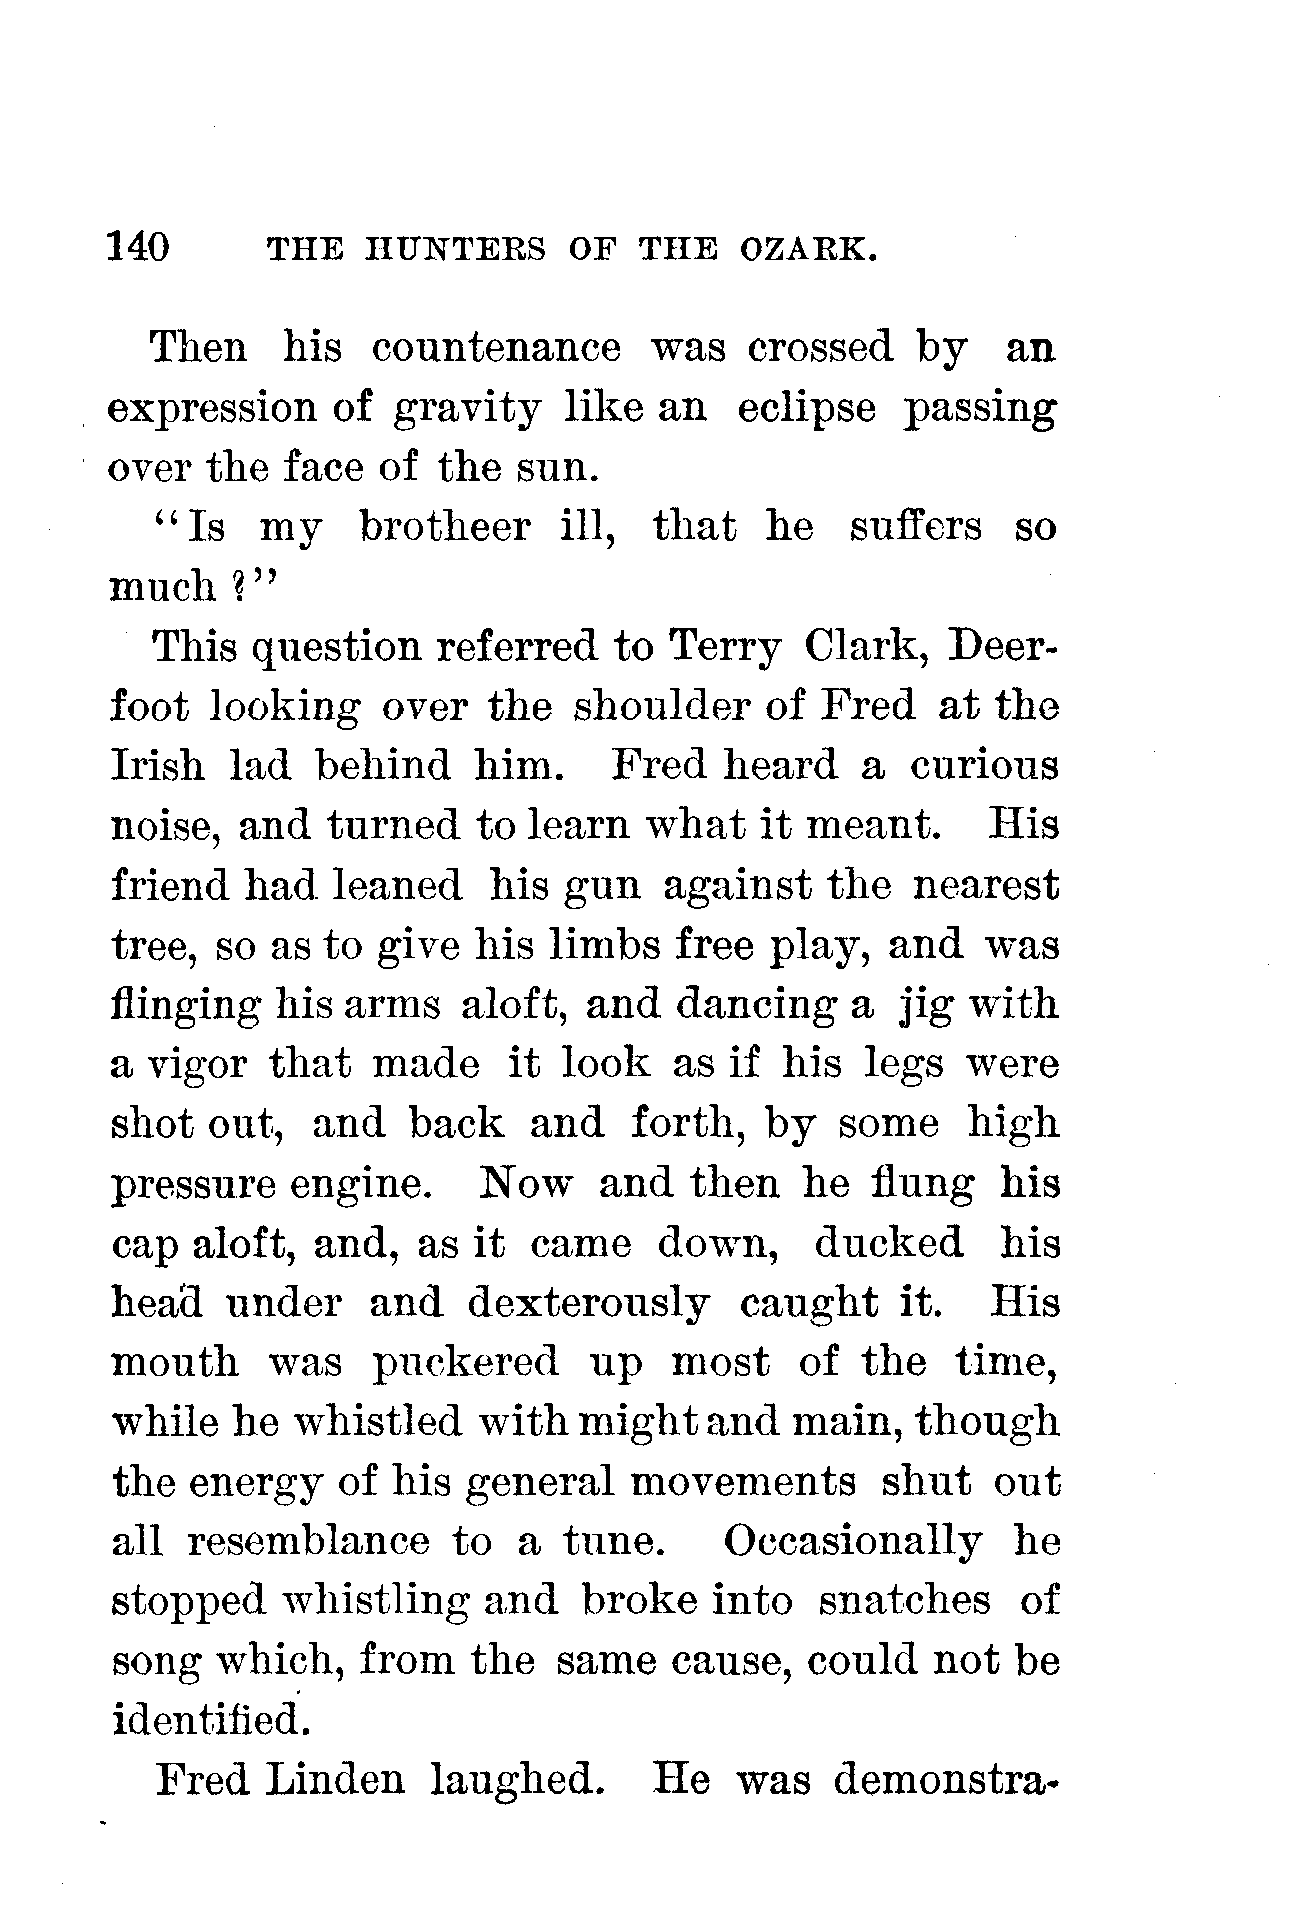 140 THE HUNTERS OF THE OZARK.
Then his countenance was crossed by an
expression of gravity like an eclipse passing
over the face of the sun.
“Is my brotheer ill, that he suffers so
much?”
This question referred to Terry Clark, Deer-
foot looking over the shoulder of Fred at the
Irish lad behind him. Fred heard a curious
noise, and turned to learn what it meant. His
friend had leaned his gun against the nearest
tree, so as to give his limbs free play, and was
flinging his arms aloft, and dancing a jig with
a vigor that made it look as if his legs were
shot out, and back and forth, by some high
pressure engine. Now and then he flung his
cap aloft, and, as it came down, ducked his
head under and dexterously caught it. His
mouth was puckered up most of the time,
while he whistled with might and main, though
the energy of his general movements shut out
all resemblance to a tune. Occasionally he
stopped whistling and broke into snatches of
song which, from the same cause, could not be
identified.
Fred Linden laughed. He was demonstra-